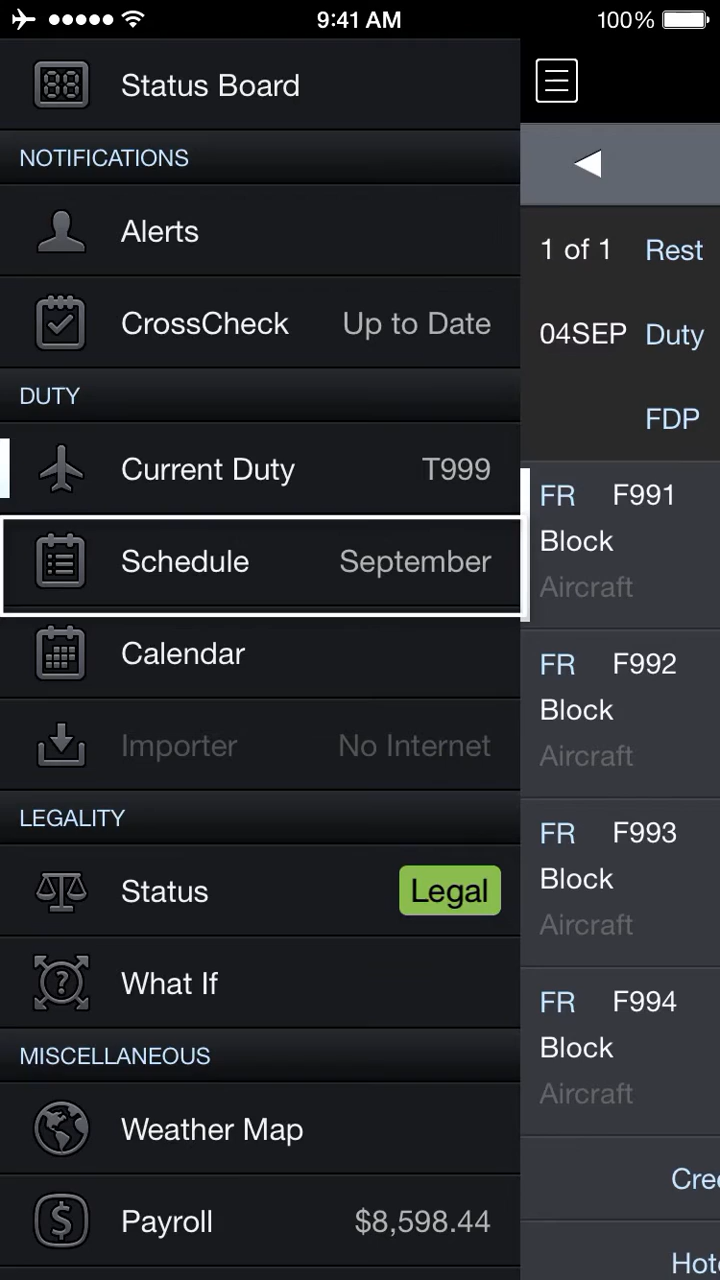 9:41 AM
100%
Status Board
NOTIFICATIONS
Alerts
CrossCheck Up to Date
DUTY
Current Duty T999
Schedule September
Calendar
Importer No Internet
LEGALITY
Status Legal
What If
MISCELLANEOUS
Weather Map
Payroll $8,598.44
1 of 1 Rest
04SEP Duty
FDP
FR F991
Block
Aircraft
FR F992
Block
Aircraft
FR F993
Block
Aircraft
FR F994
Block
Aircraft
Cre
Hot